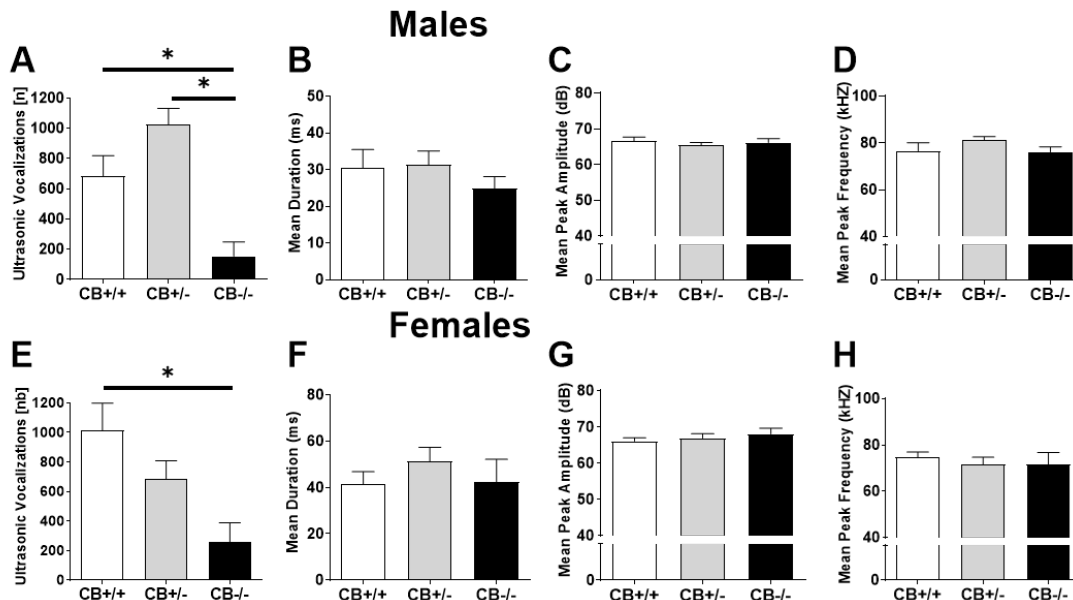 Males
A
*
*
Ultrasonic Vocalizations [n]
1200
1000
800
600
400
200
0
CB+/+ CB+/- CB-/-
B
Mean Duration (ms)
50
40
30
20
10
0
CB+/+ CB+/- CB-/-
C
Mean Peak Amplitude (dB)
80
70
60
50
40
0
CB+/+ CB+/- CB-/-
D
Mean Peak Frequency (kHZ)
100
80
60
40
0
CB+/+ CB+/- CB-/-
Females
E
*
Ultrasonic Vocalizations [nb]
1200
1000
800
600
400
200
0
CB+/+ CB+/- CB-/-
F
Mean Duration (ms)
80
60
40
20
0
CB+/+ CB+/- CB-/-
G
Mean Peak Amplitude (dB)
80
70
60
50
40
0
CB+/+ CB+/- CB-/-
H
Mean Peak Frequency (kHZ)
100
80
60
40
0
CB+/+ CB+/- CB-/-